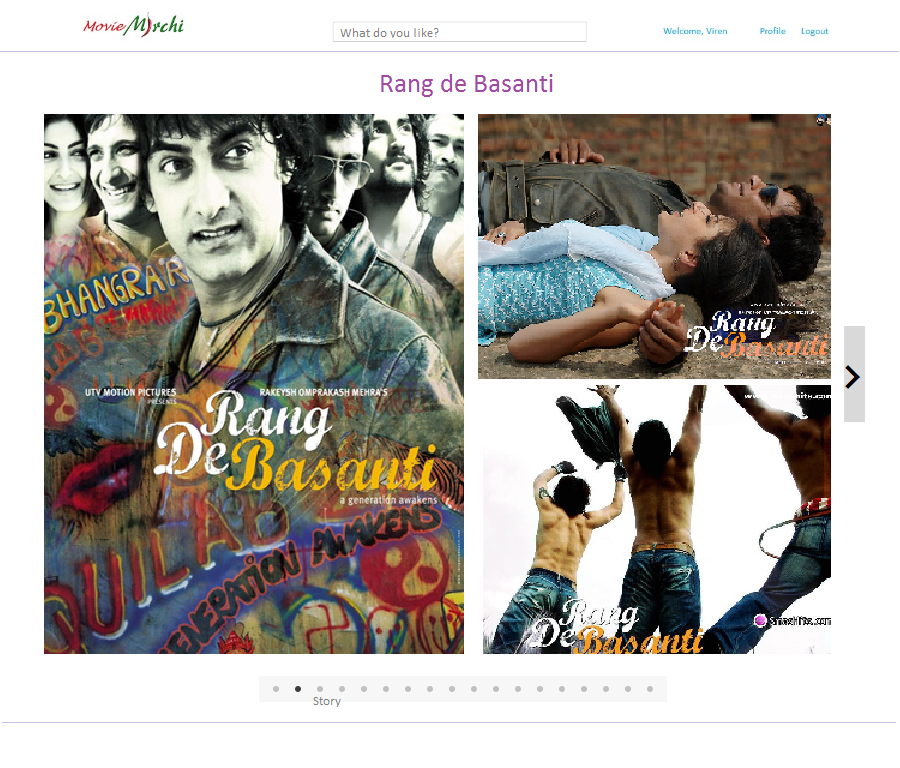 MovieMirchi
What do you like?
Welcome, Viren
Profile
Logout
Rang de Basanti
BHANGRA
UTV MOTION PICTURES
PRESENTS
RAKEYSH OMPRAKASH MEHRA'S
Rang
De Basanti
a generation awakens
QUILAB
GENERATION AWAKENS
Rang
De Basanti
Rang
De Basanti
Story